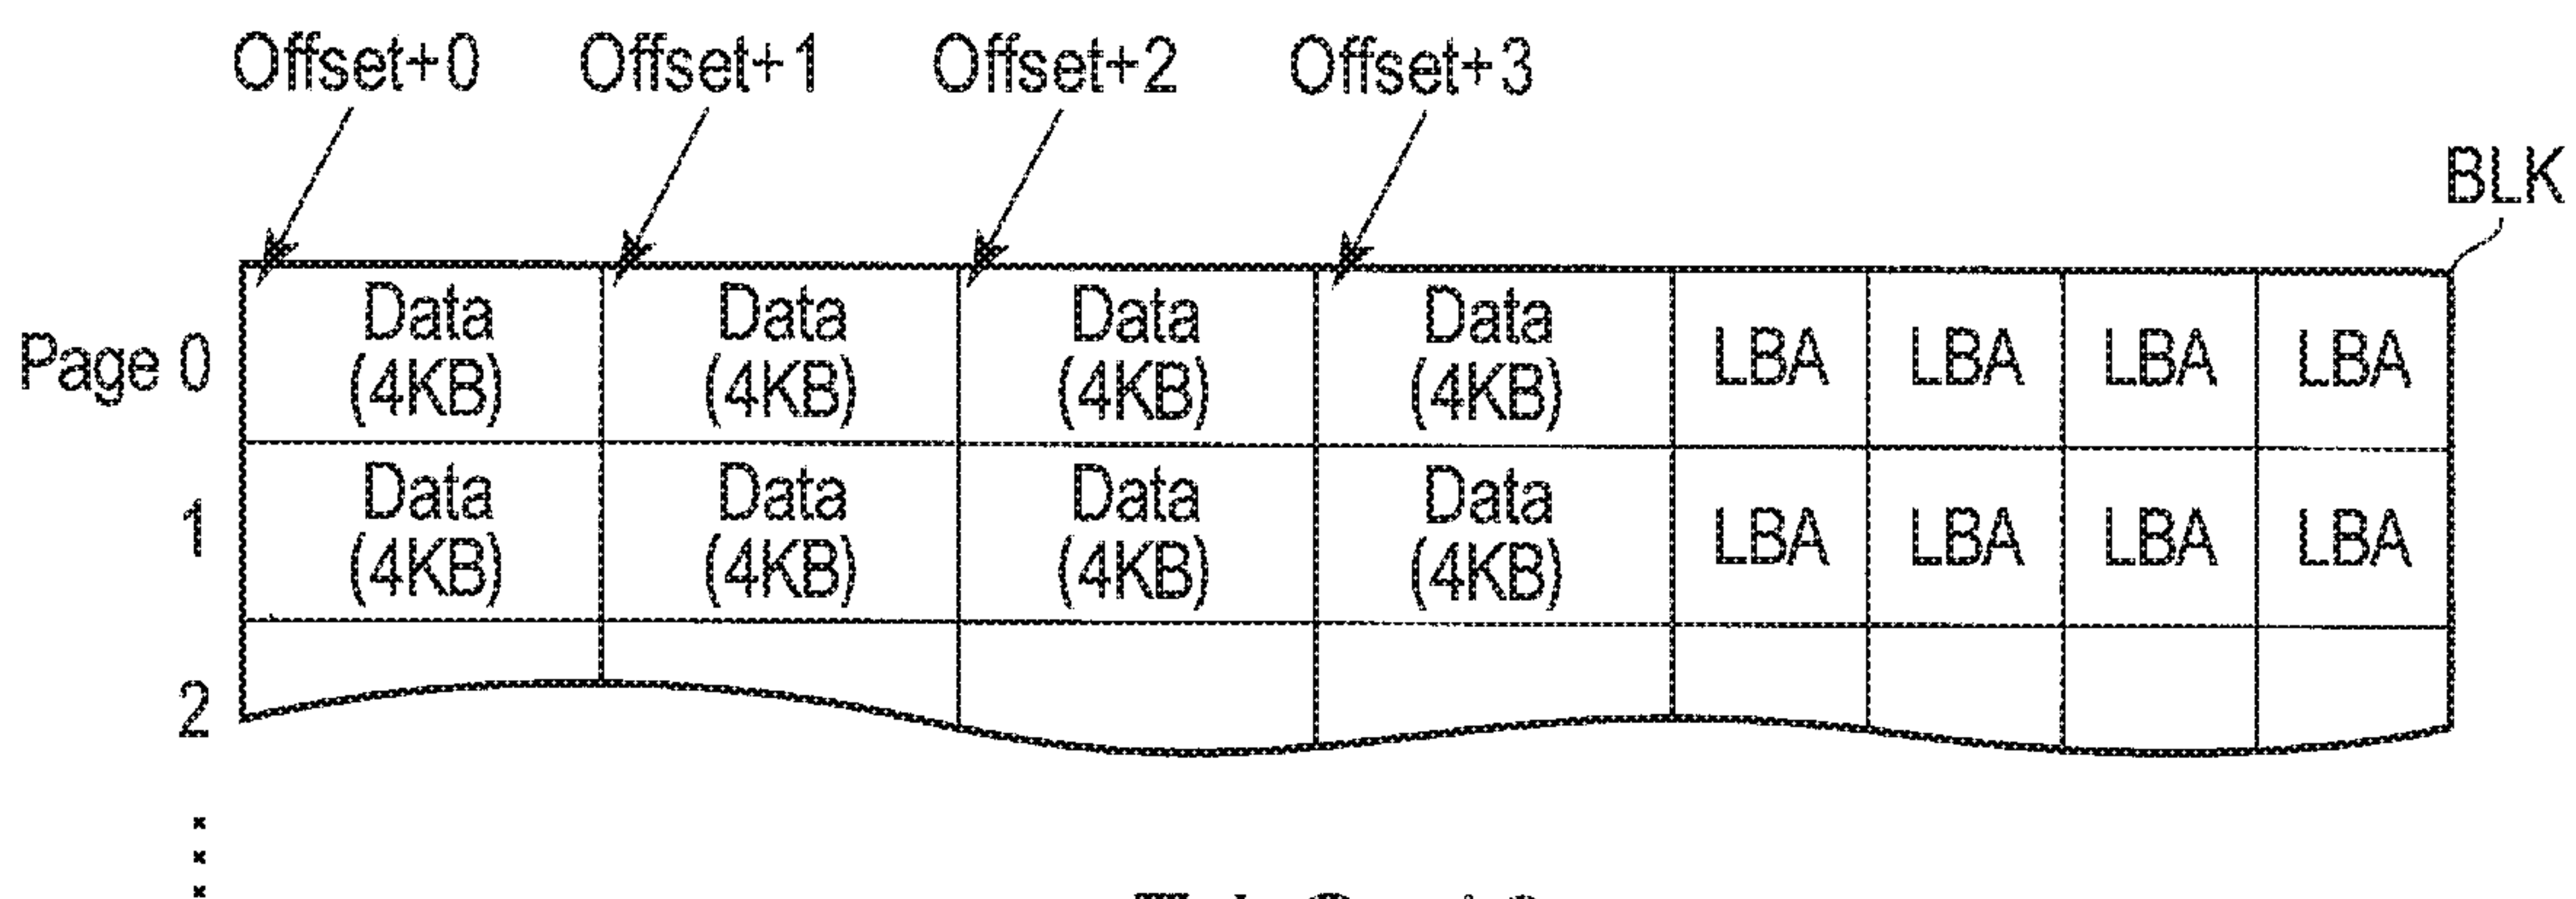 Offset+0 Offset+1 Offset+2 Offset+3
BLK
Page 0 Data (4KB) Data (4KB) Data (4KB) Data (4KB) LBA LBA LBA LBA
1 Data (4KB) Data (4KB) Data (4KB) Data (4KB) LBA LBA LBA LBA
2